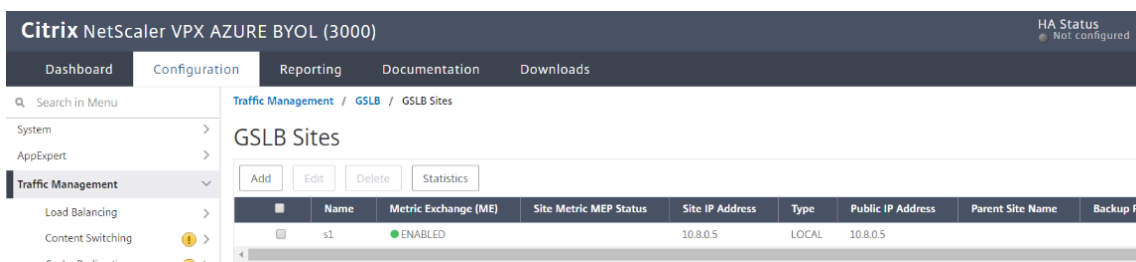 Citrix NetScaler VPX AZURE BYOL (3000)
HA Status
Not configured
Dashboard Configuration Reporting Documentation Downloads
Search in Menu
Traffic Management / GSLB / GSLB Sites
System
AppExpert
Traffic Management
Load Balancing
Content Switching
GSLB Sites
Add Edit Delete Statistics
Name Metric Exchange (ME) Site Metric MEP Status Site IP Address Type Public IP Address Parent Site Name Backup
s1 ENABLED 10.8.0.5 LOCAL 10.8.0.5